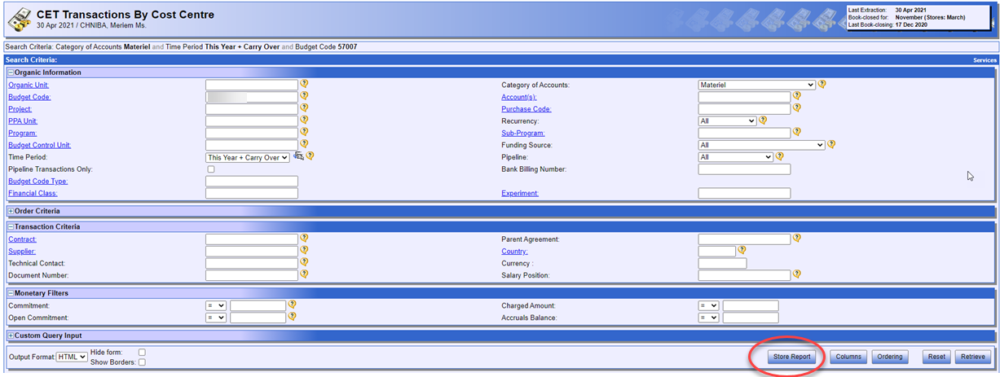 CET Transactions By Cost Centre
30 Apr 2021 / CHNIBA, Meriem Ms.
Last Extraction: 30 Apr 2021
Book-closed for: November (Stores: March)
Last Book-closing: 17 Dec 2020
Search Criteria: Category of Accounts Materiel and Time Period This Year + Carry Over and Budget Code 57007
Search Criteria: Services
Organic Information
Organic Unit: Category of Accounts: Materiel
Budget Code: Account(s):
Project: Purchase Code:
PPA Unit: Recurrency: All
Program: Sub-Program:
Budget Control Unit: Funding Source: All
Time Period: This Year + Carry Over Pipeline: All
Pipeline Transactions Only: Bank Billing Number:
Budget Code Type:
Financial Class: Experiment:
Order Criteria
Transaction Criteria
Contract: Parent Agreement:
Supplier: Country:
Technical Contact: Currency :
Document Number: Salary Position:
Monetary Filters
Commitment: = Charged Amount: =
Open Commitment: = Accruals Balance: =
Custom Query Input
Output Format: HTML Hide form: Store Report Columns Ordering Reset Retrieve
Show Borders: